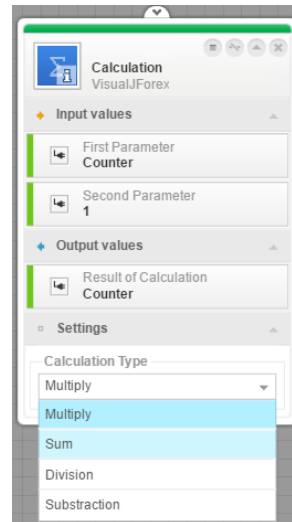 Calculation
VisualJForex
Input values
First Parameter
Counter
Second Parameter
1
Output values
Result of Calculation
Counter
Settings
Calculation Type
Multiply
Multiply
Sum
Division
Substraction